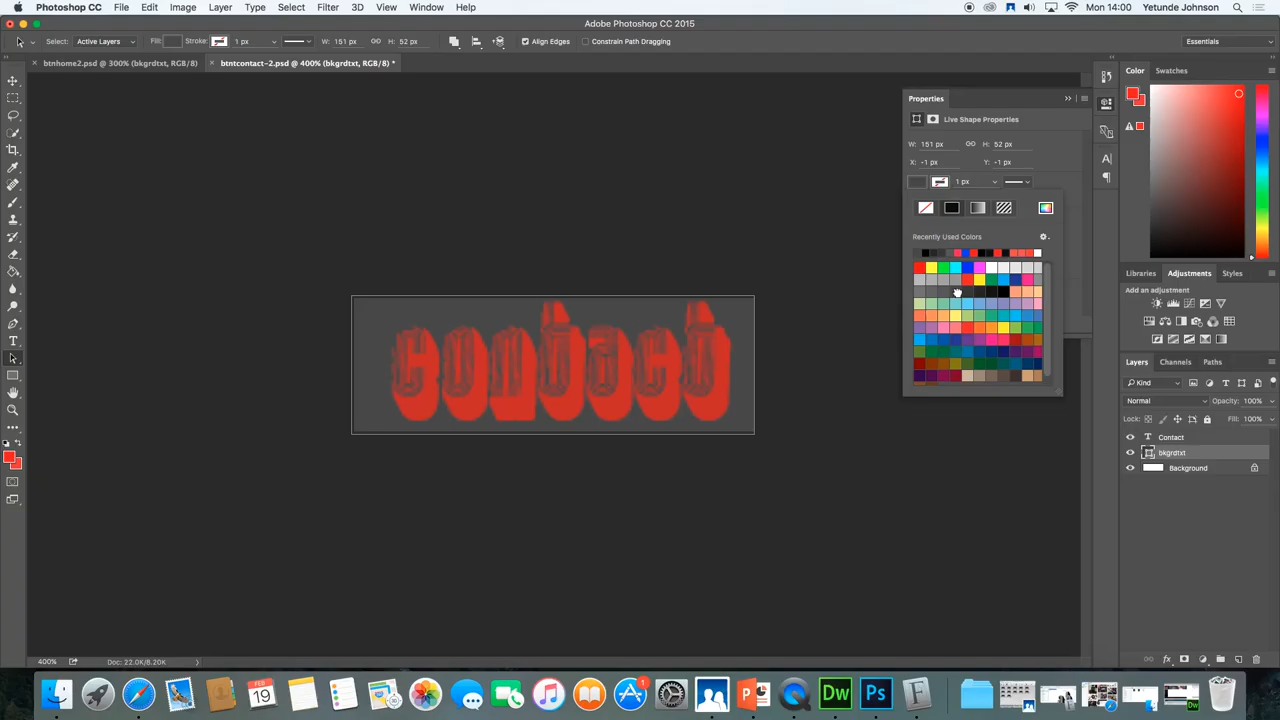 Photoshop CC File Edit Image Layer Type Select Filter 3D View Window Help Mon 14:00 Yetunde Johnson
Adobe Photoshop CC 2015
Select: Active Layers Fill: Stroke: 1 px W: 151 px H: 52 px Align Edges Constrain Path Dragging Essentials
btnhome2.psd @ 300% (bkgrdtxt, RGB/8) btntcontact-2.psd @ 400% (bkgrdtxt, RGB/8) *
Color Swatches
Properties
Live Shape Properties
W: 151 px H: 52 px
X: -1 px Y: -1 px
1 px
Recently Used Colors
contact
Libraries Adjustments Styles
Add an adjustment
Layers Channels Paths
Kind
Normal Opacity: 100%
Lock: Fill: 100%
T Contact
bkgrdtxt
Background
400% Doc: 22.0K/8.20K
FEB
19
1
Dw Ps